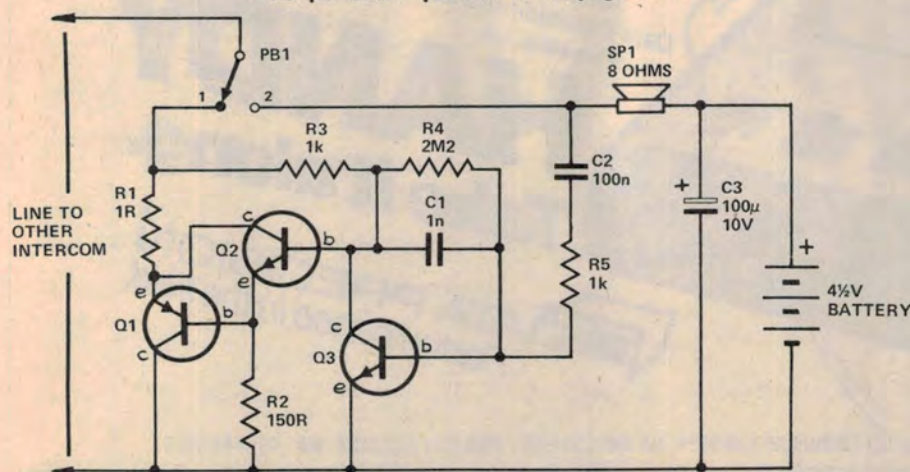 PB1
SP1
8 OHMS
1
2
R3
1k
R4
2M2
C2
100n
+
C3
100μ
10V
LINE TO
OTHER
INTERCOM
R1
1R
c
Q2
b
e
C1
1n
R5
1k
+
4½V
BATTERY
e
Q1
b
c
c
Q3
b
e
R2
150R